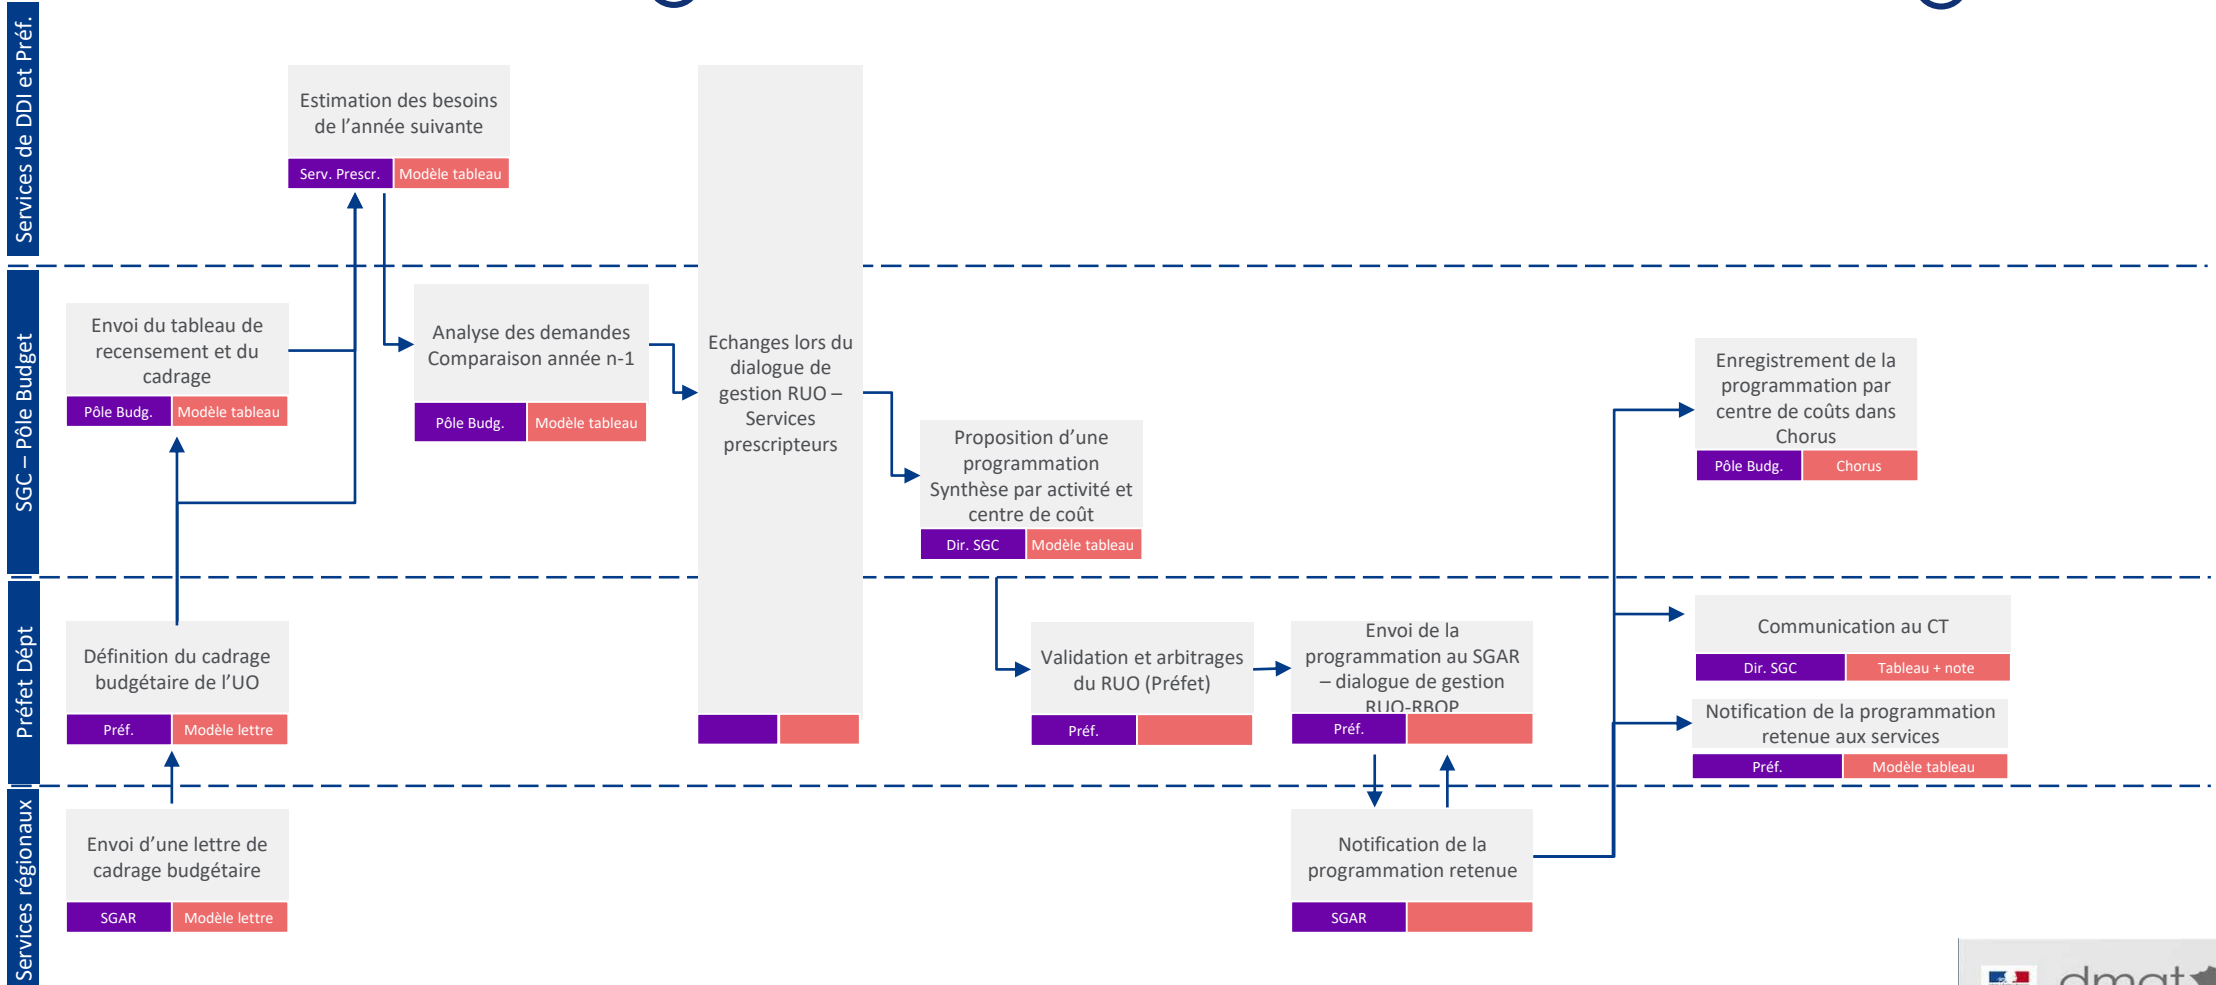 Services de DDI et Préf.
Estimation des besoins
de l’année suivante
Serv. Prescr.
Modèle tableau
SGC – Pôle Budget
Envoi du tableau de
recensement et du
cadrage
Pôle Budg.
Modèle tableau
Analyse des demandes
Comparaison année n-1
Pôle Budg.
Modèle tableau
Echanges lors du
dialogue de
gestion RUO –
Services
prescripteurs
Proposition d’une
programmation
Synthèse par activité et
centre de coût
Dir. SGC
Modèle tableau
Enregistrement de la
programmation par
centre de coûts dans
Chorus
Pôle Budg.
Chorus
Préfet Dépt
Définition du cadrage
budgétaire de l’UO
Préf.
Modèle lettre
Validation et arbitrages
du RUO (Préfet)
Préf.
Envoi de la
programmation au SGAR
– dialogue de gestion
RUO-RBOP
Préf.
Communication au CT
Dir. SGC
Tableau + note
Notification de la programmation
retenue aux services
Préf.
Modèle tableau
Services régionaux
Envoi d’une lettre de
cadrage budgétaire
SGAR
Modèle lettre
Notification de la
programmation retenue
SGAR
dmat